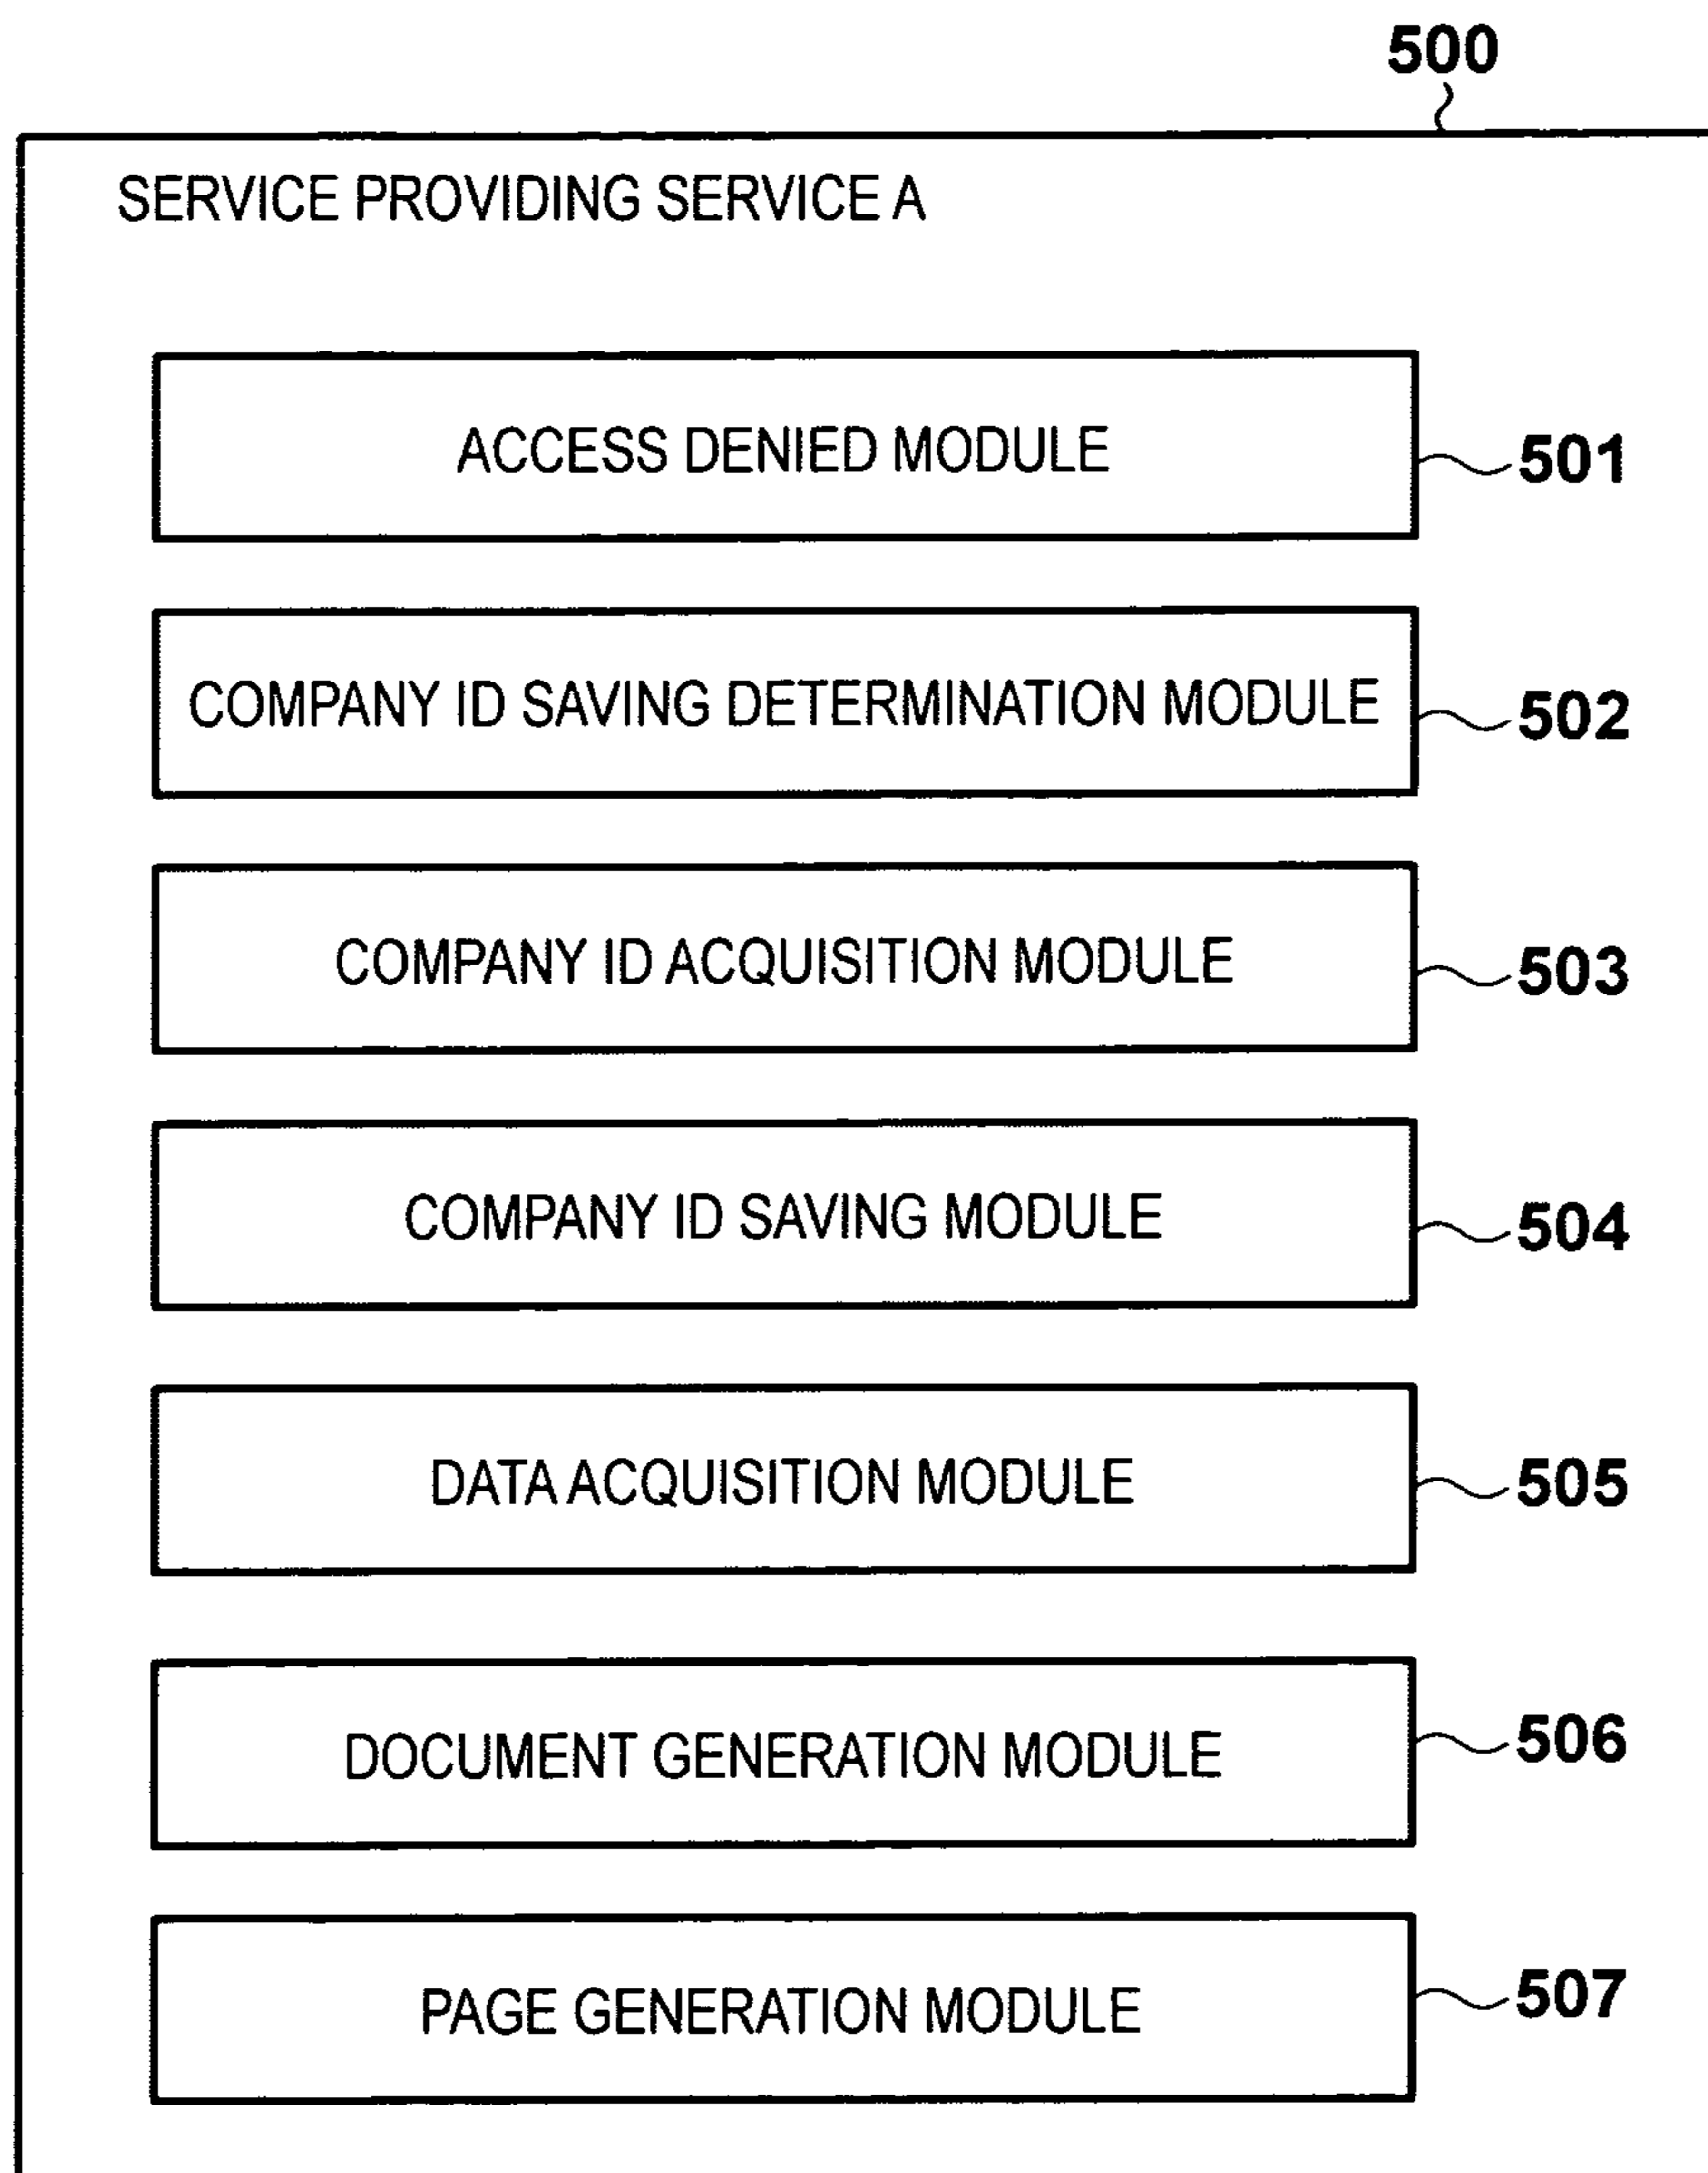 500
SERVICE PROVIDING SERVICE A
ACCESS DENIED MODULE
501
COMPANY ID SAVING DETERMINATION MODULE
502
COMPANY ID ACQUISITION MODULE
503
COMPANY ID SAVING MODULE
504
DATA ACQUISITION MODULE
505
DOCUMENT GENERATION MODULE
506
PAGE GENERATION MODULE
507